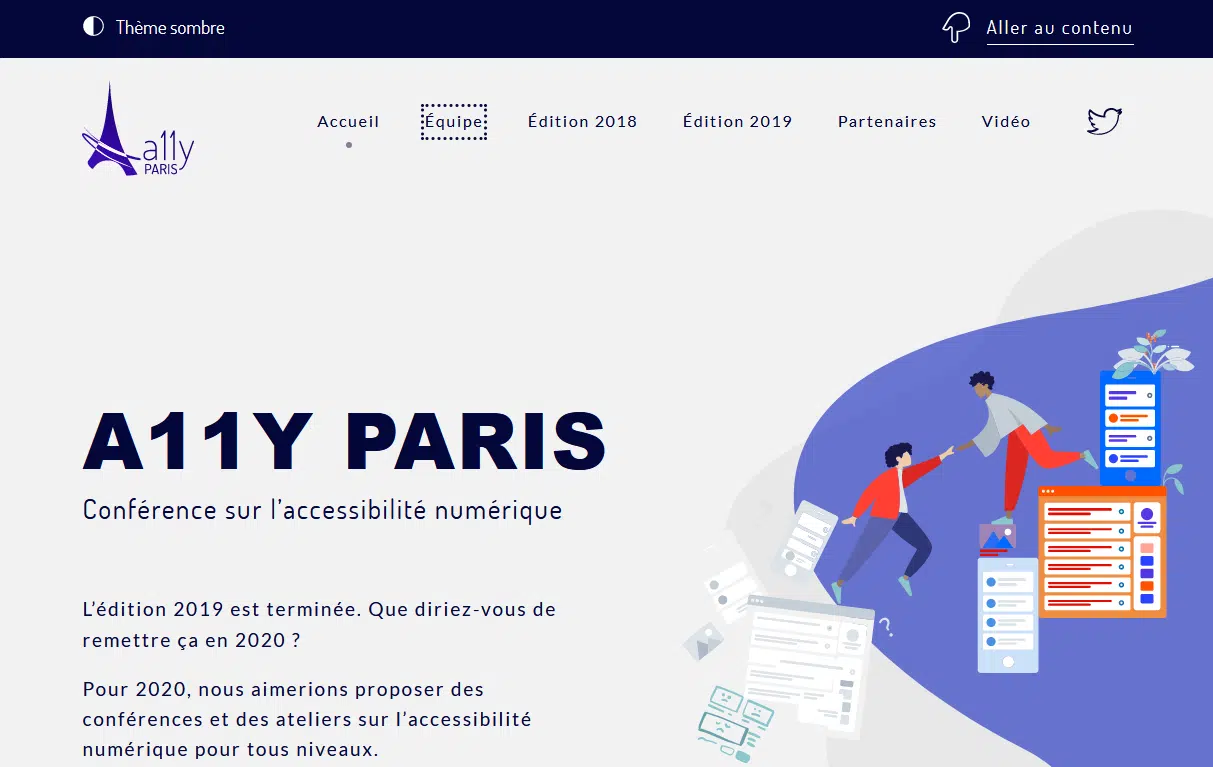 Thème sombre
Aller au contenu
a11y
PARIS
Accueil
Équipe
Édition 2018
Édition 2019
Partenaires
Vidéo
A11Y PARIS
Conférence sur l’accessibilité numérique
L’édition 2019 est terminée. Que diriez-vous de
remettre ça en 2020 ?
Pour 2020, nous aimerions proposer des
conférences et des ateliers sur l’accessibilité
numérique pour tous niveaux.
?